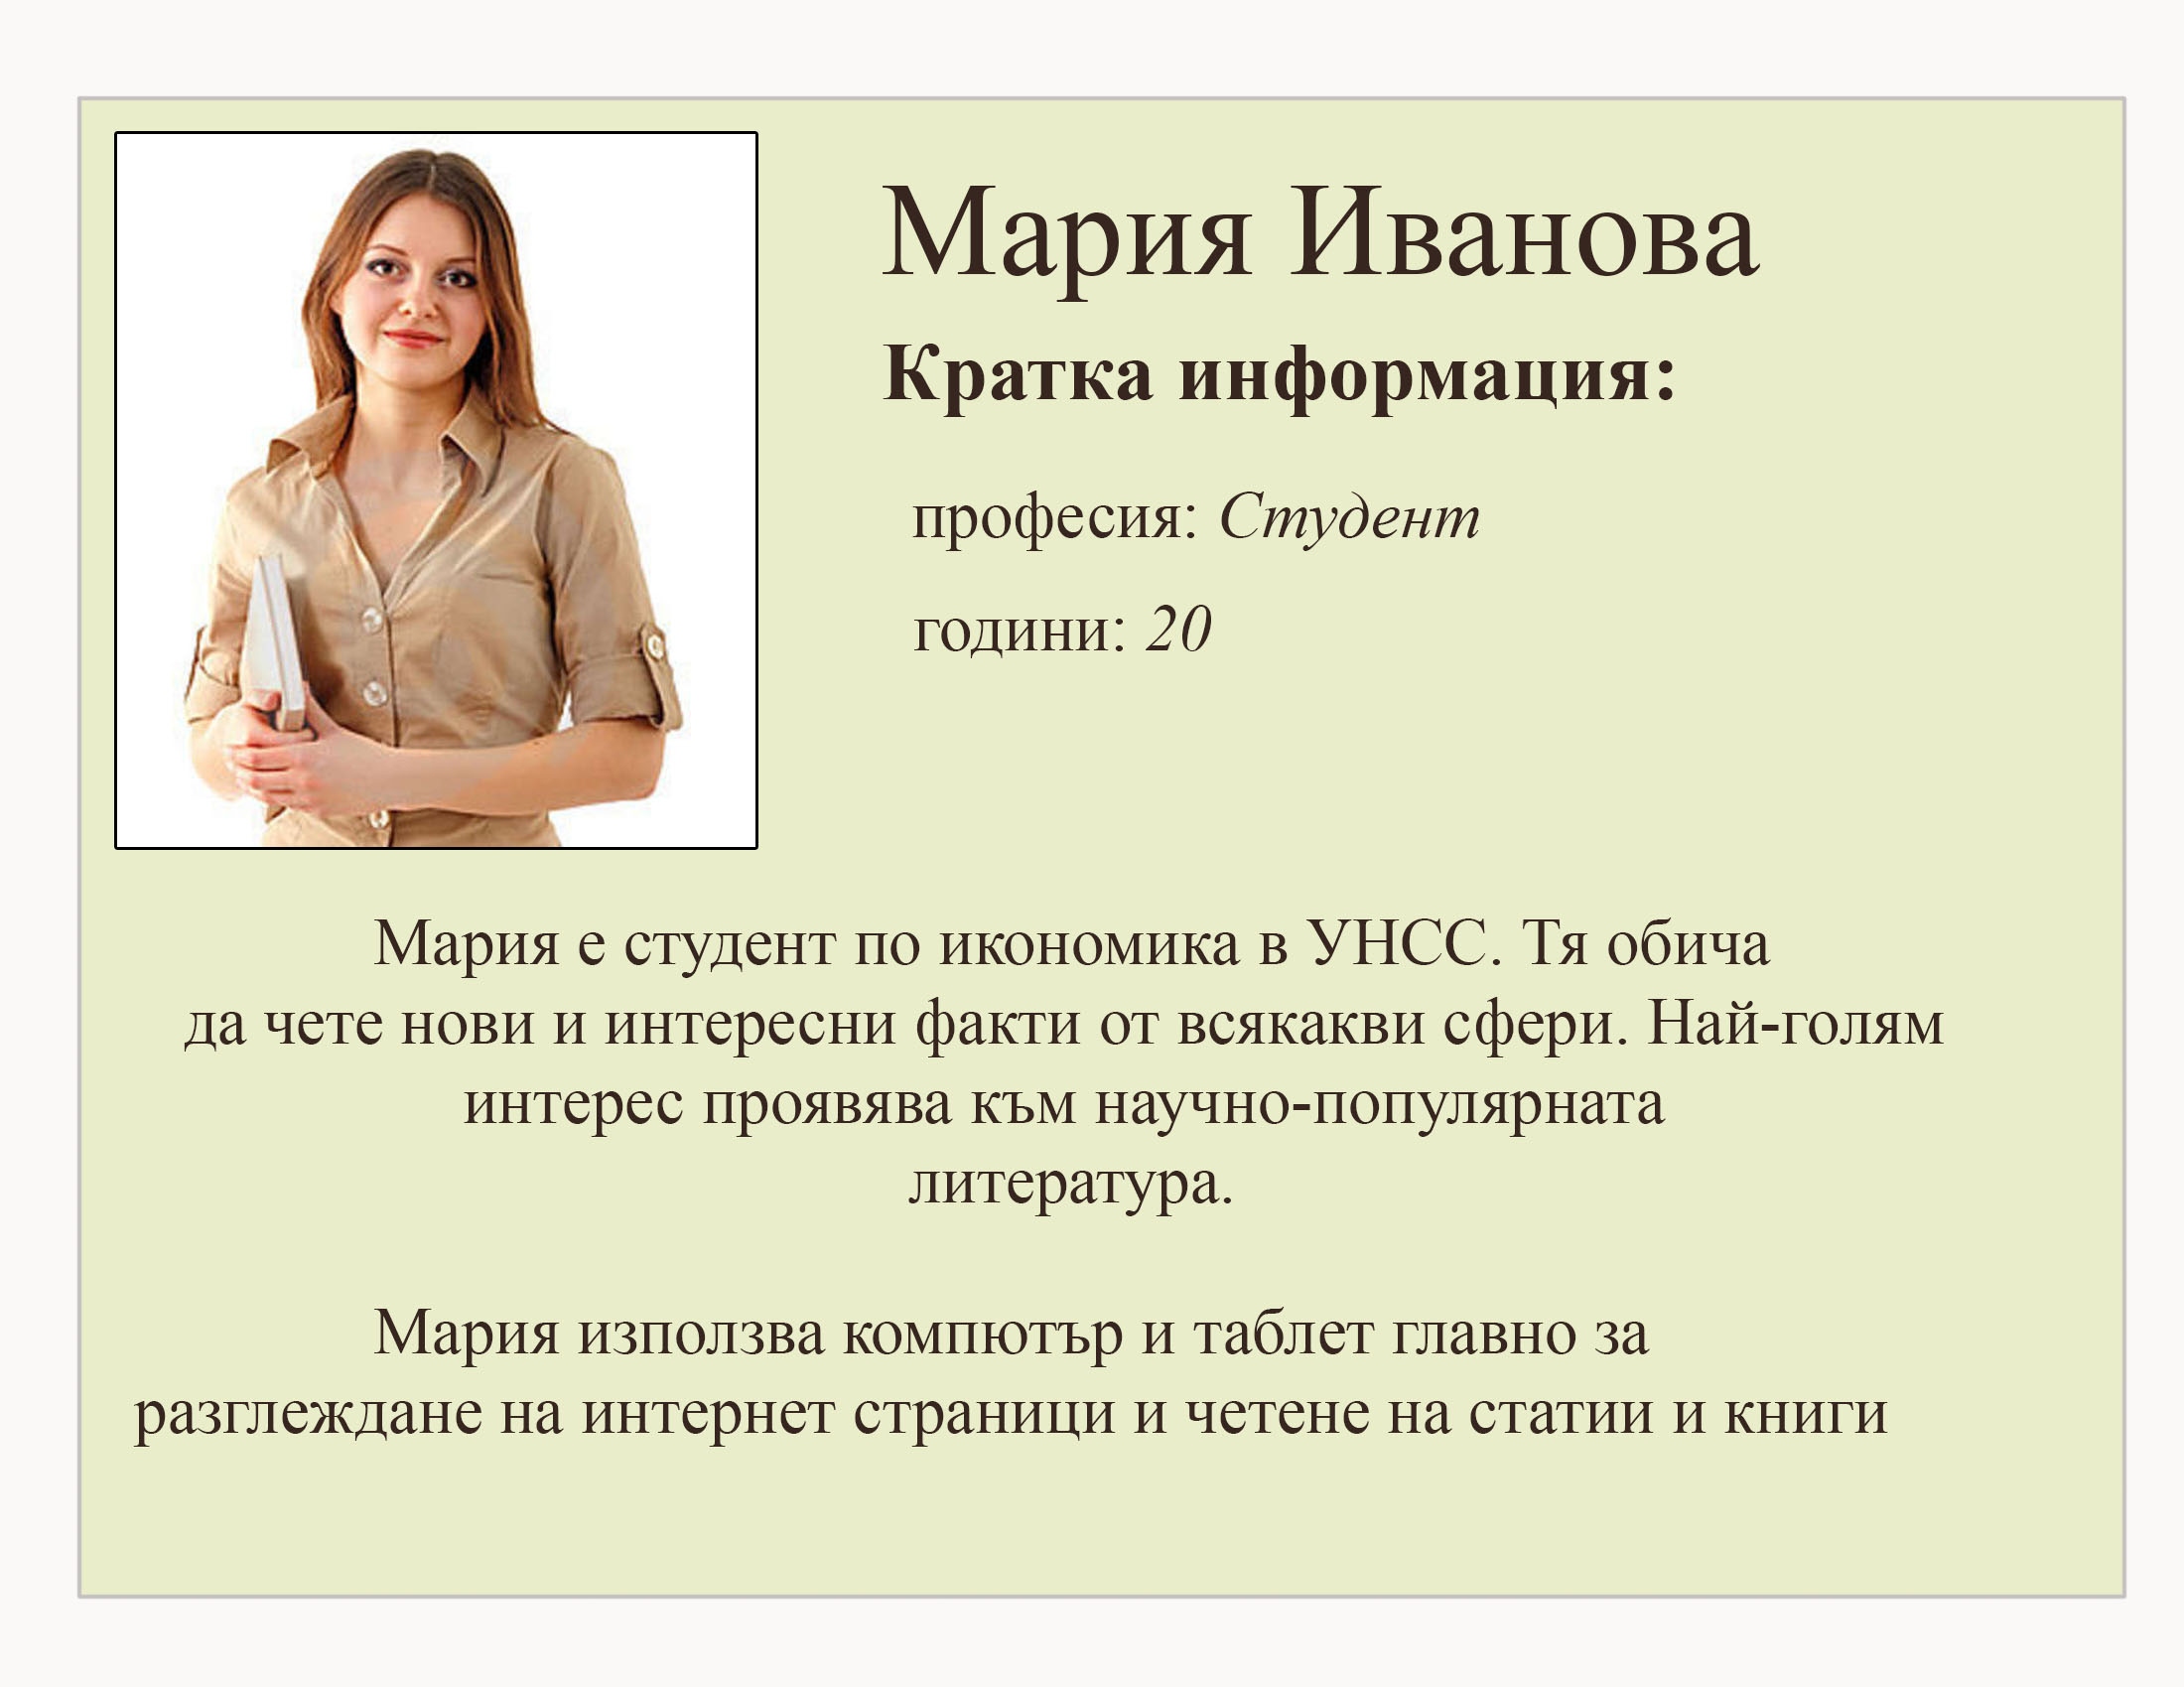 Мария Иванова
Кратка информация:
професия: Студент
години: 20
Мария е студент по икономика в УНСС. Тя обича
да чете нови и интересни факти от всякакви сфери. Най-голям
интерес проявява към научно-популярната
литература.
Мария използва компютър и таблет главно за
разглеждане на интернет страници и четене на статии и книги